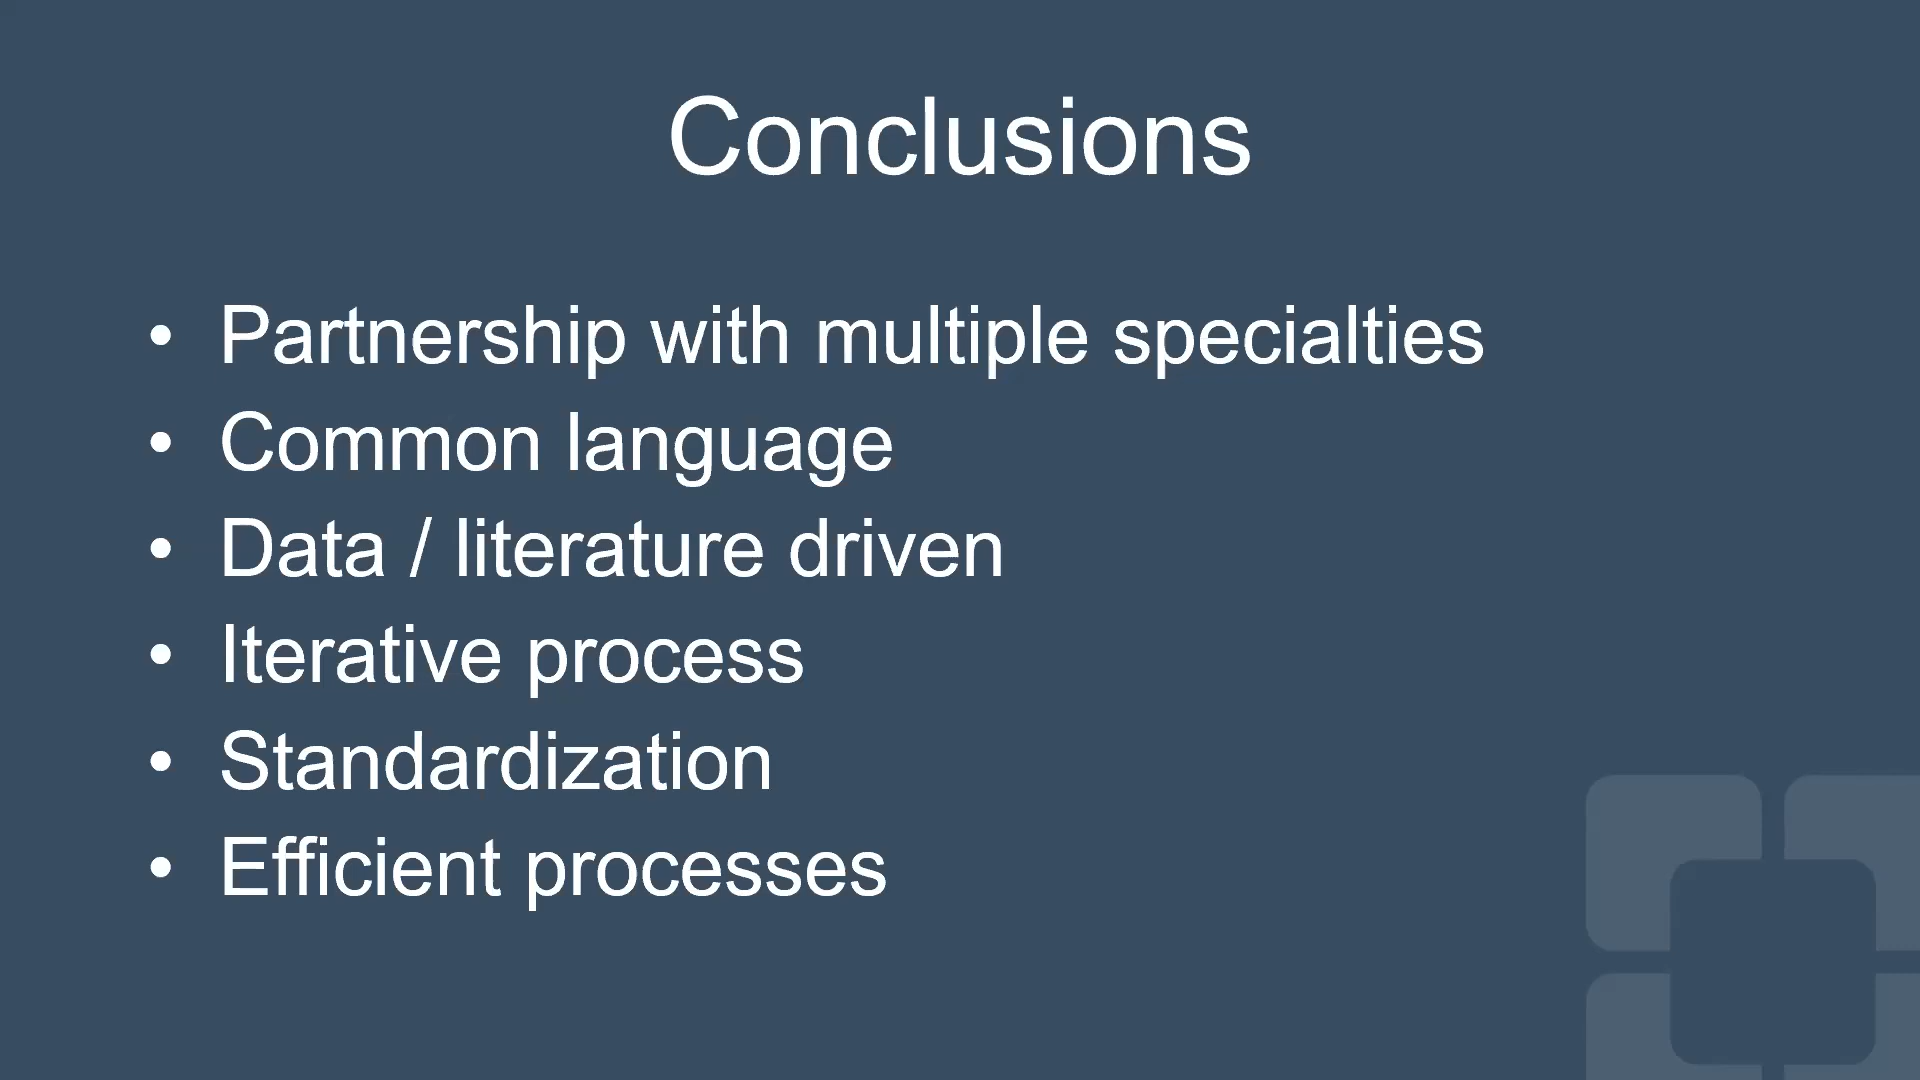 Conclusions
• Partnership with multiple specialties
• Common language
• Data / literature driven
• Iterative process
• Standardization
• Efficient processes